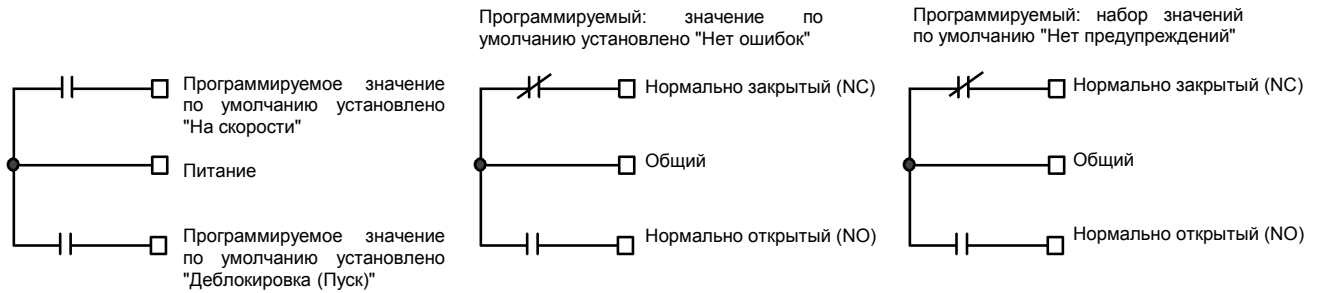 Программируемый: значение по
умолчанию установлено "Нет ошибок"
Программируемый: набор значений
по умолчанию "Нет предупреждений"
Программируемое значение
по умолчанию установлено
"На скорости"
Питание
Программируемое значение
по умолчанию установлено
"Деблокировка (Пуск)"
Нормально закрытый (NC)
Общий
Нормально открытый (NO)
Нормально закрытый (NC)
Общий
Нормально открытый (NO)